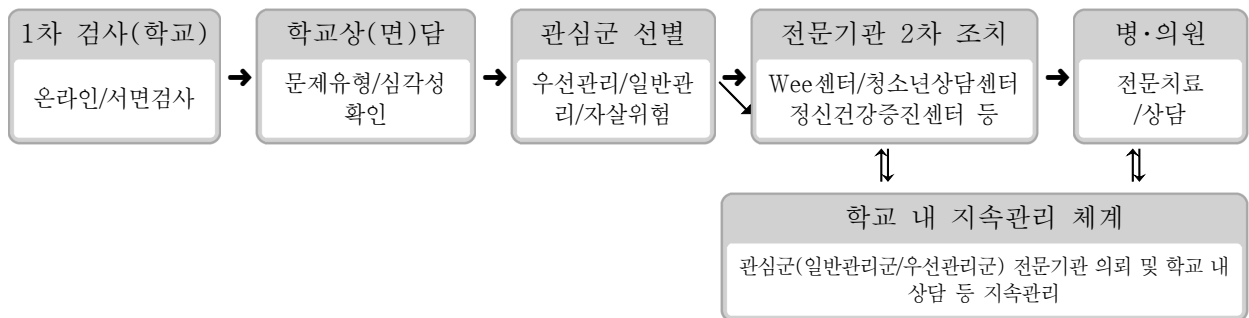 1차 검사(학교)
온라인/서면검사
학교상(면)담
문제유형/심각성
확인
관심군 선별
우선관리/일반관
리/자살위험
전문기관 2차 조치
Wee센터/청소년상담센터
정신건강증진센터 등
병·의원
전문치료
/상담
학교 내 지속관리 체계
관심군(일반관리군/우선관리군) 전문기관 의뢰 및 학교 내
상담 등 지속관리